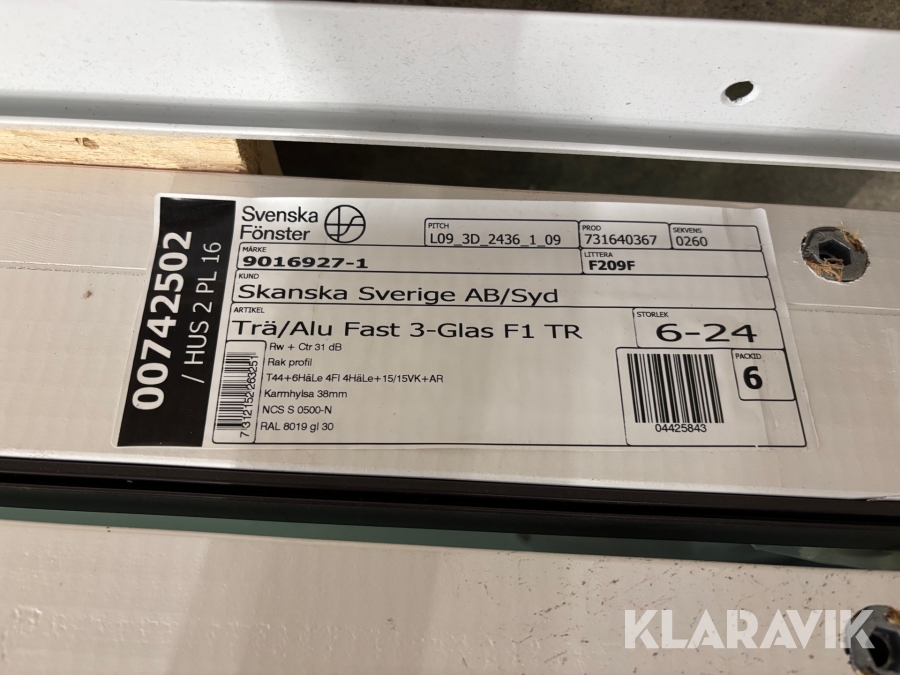 00742502
/ HUS 2 PL 16
Svenska
Fönster
PITCH
L09_3D_2436_1_09
PROD
731640367
SEKVENS
0260
MÄRKE
9016927-1
LITTERA
F209F
KUND
Skanska Sverige AB/Syd
ARTIKEL
Trä/Alu Fast 3-Glas F1 TR
STORLEK
6-24
Rw + Ctr 31 dB
Rak profil
T44+6HäLe 4Fl 4HäLe+15/15VK+AR
Karmhylsa 38mm
NCS S 0500-N
RAL 8019 gl 30
7312152263251
04425843
PACKID
6
KLARAVIK